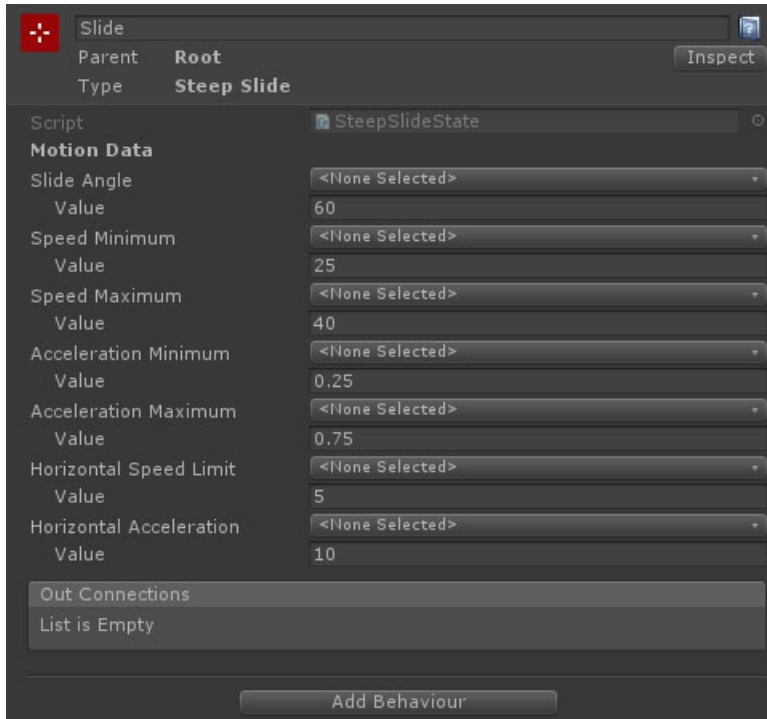 Slide
Parent Root Inspect
Type Steep Slide
Script SteepSlideState
Motion Data
Slide Angle <None Selected>
Value 60
Speed Minimum <None Selected>
Value 25
Speed Maximum <None Selected>
Value 40
Acceleration Minimum <None Selected>
Value 0.25
Acceleration Maximum <None Selected>
Value 0.75
Horizontal Speed Limit <None Selected>
Value 5
Horizontal Acceleration <None Selected>
Value 10
Out Connections
List is Empty
Add Behaviour